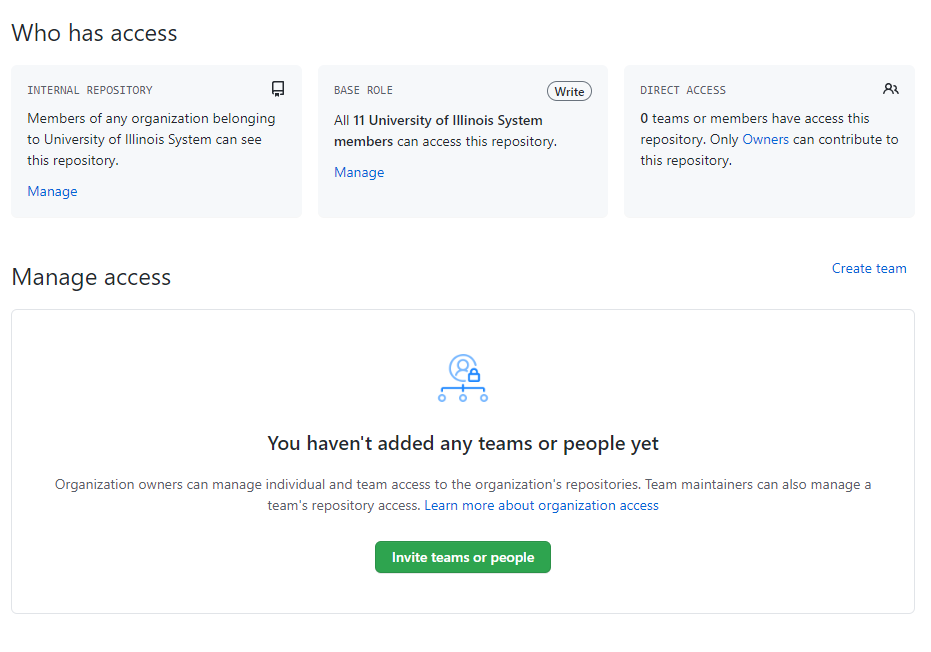 Who has access
INTERNAL REPOSITORY
Members of any organization belonging
to University of Illinois System can see
this repository.
Manage
BASE ROLE
Write
All 11 University of Illinois System
members can access this repository.
Manage
DIRECT ACCESS
0 teams or members have access this
repository. Only Owners can contribute to
this repository.
Manage access
Create team
You haven't added any teams or people yet
Organization owners can manage individual and team access to the organization's repositories. Team maintainers can also manage a
team's repository access. Learn more about organization access
Invite teams or people